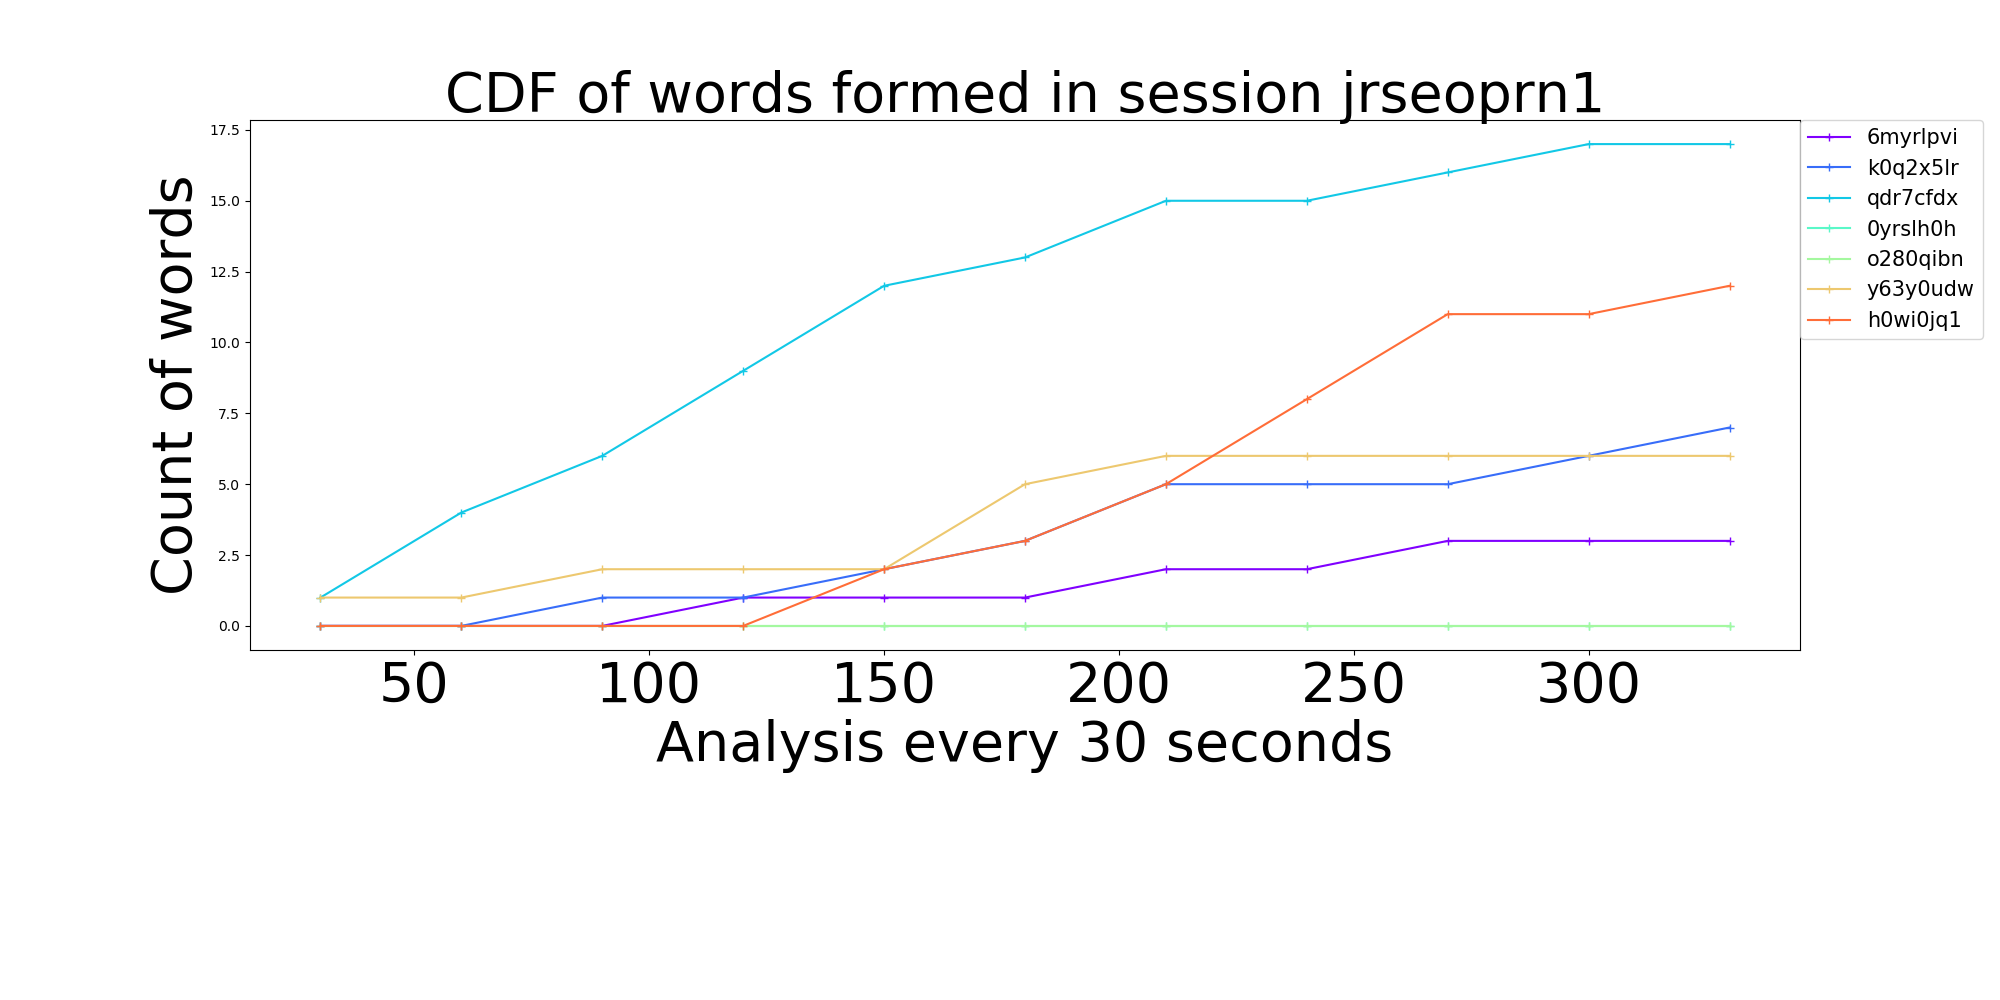 CDF of words formed in session jrseoprn1
Count of words
17.5
15.0
12.5
10.0
7.5
5.0
2.5
0.0
50 100 150 200 250 300
Analysis every 30 seconds
6myrlpvi
k0q2x5lr
qdr7cfdx
0yrslh0h
o280qibn
y63y0udw
h0wi0jq1